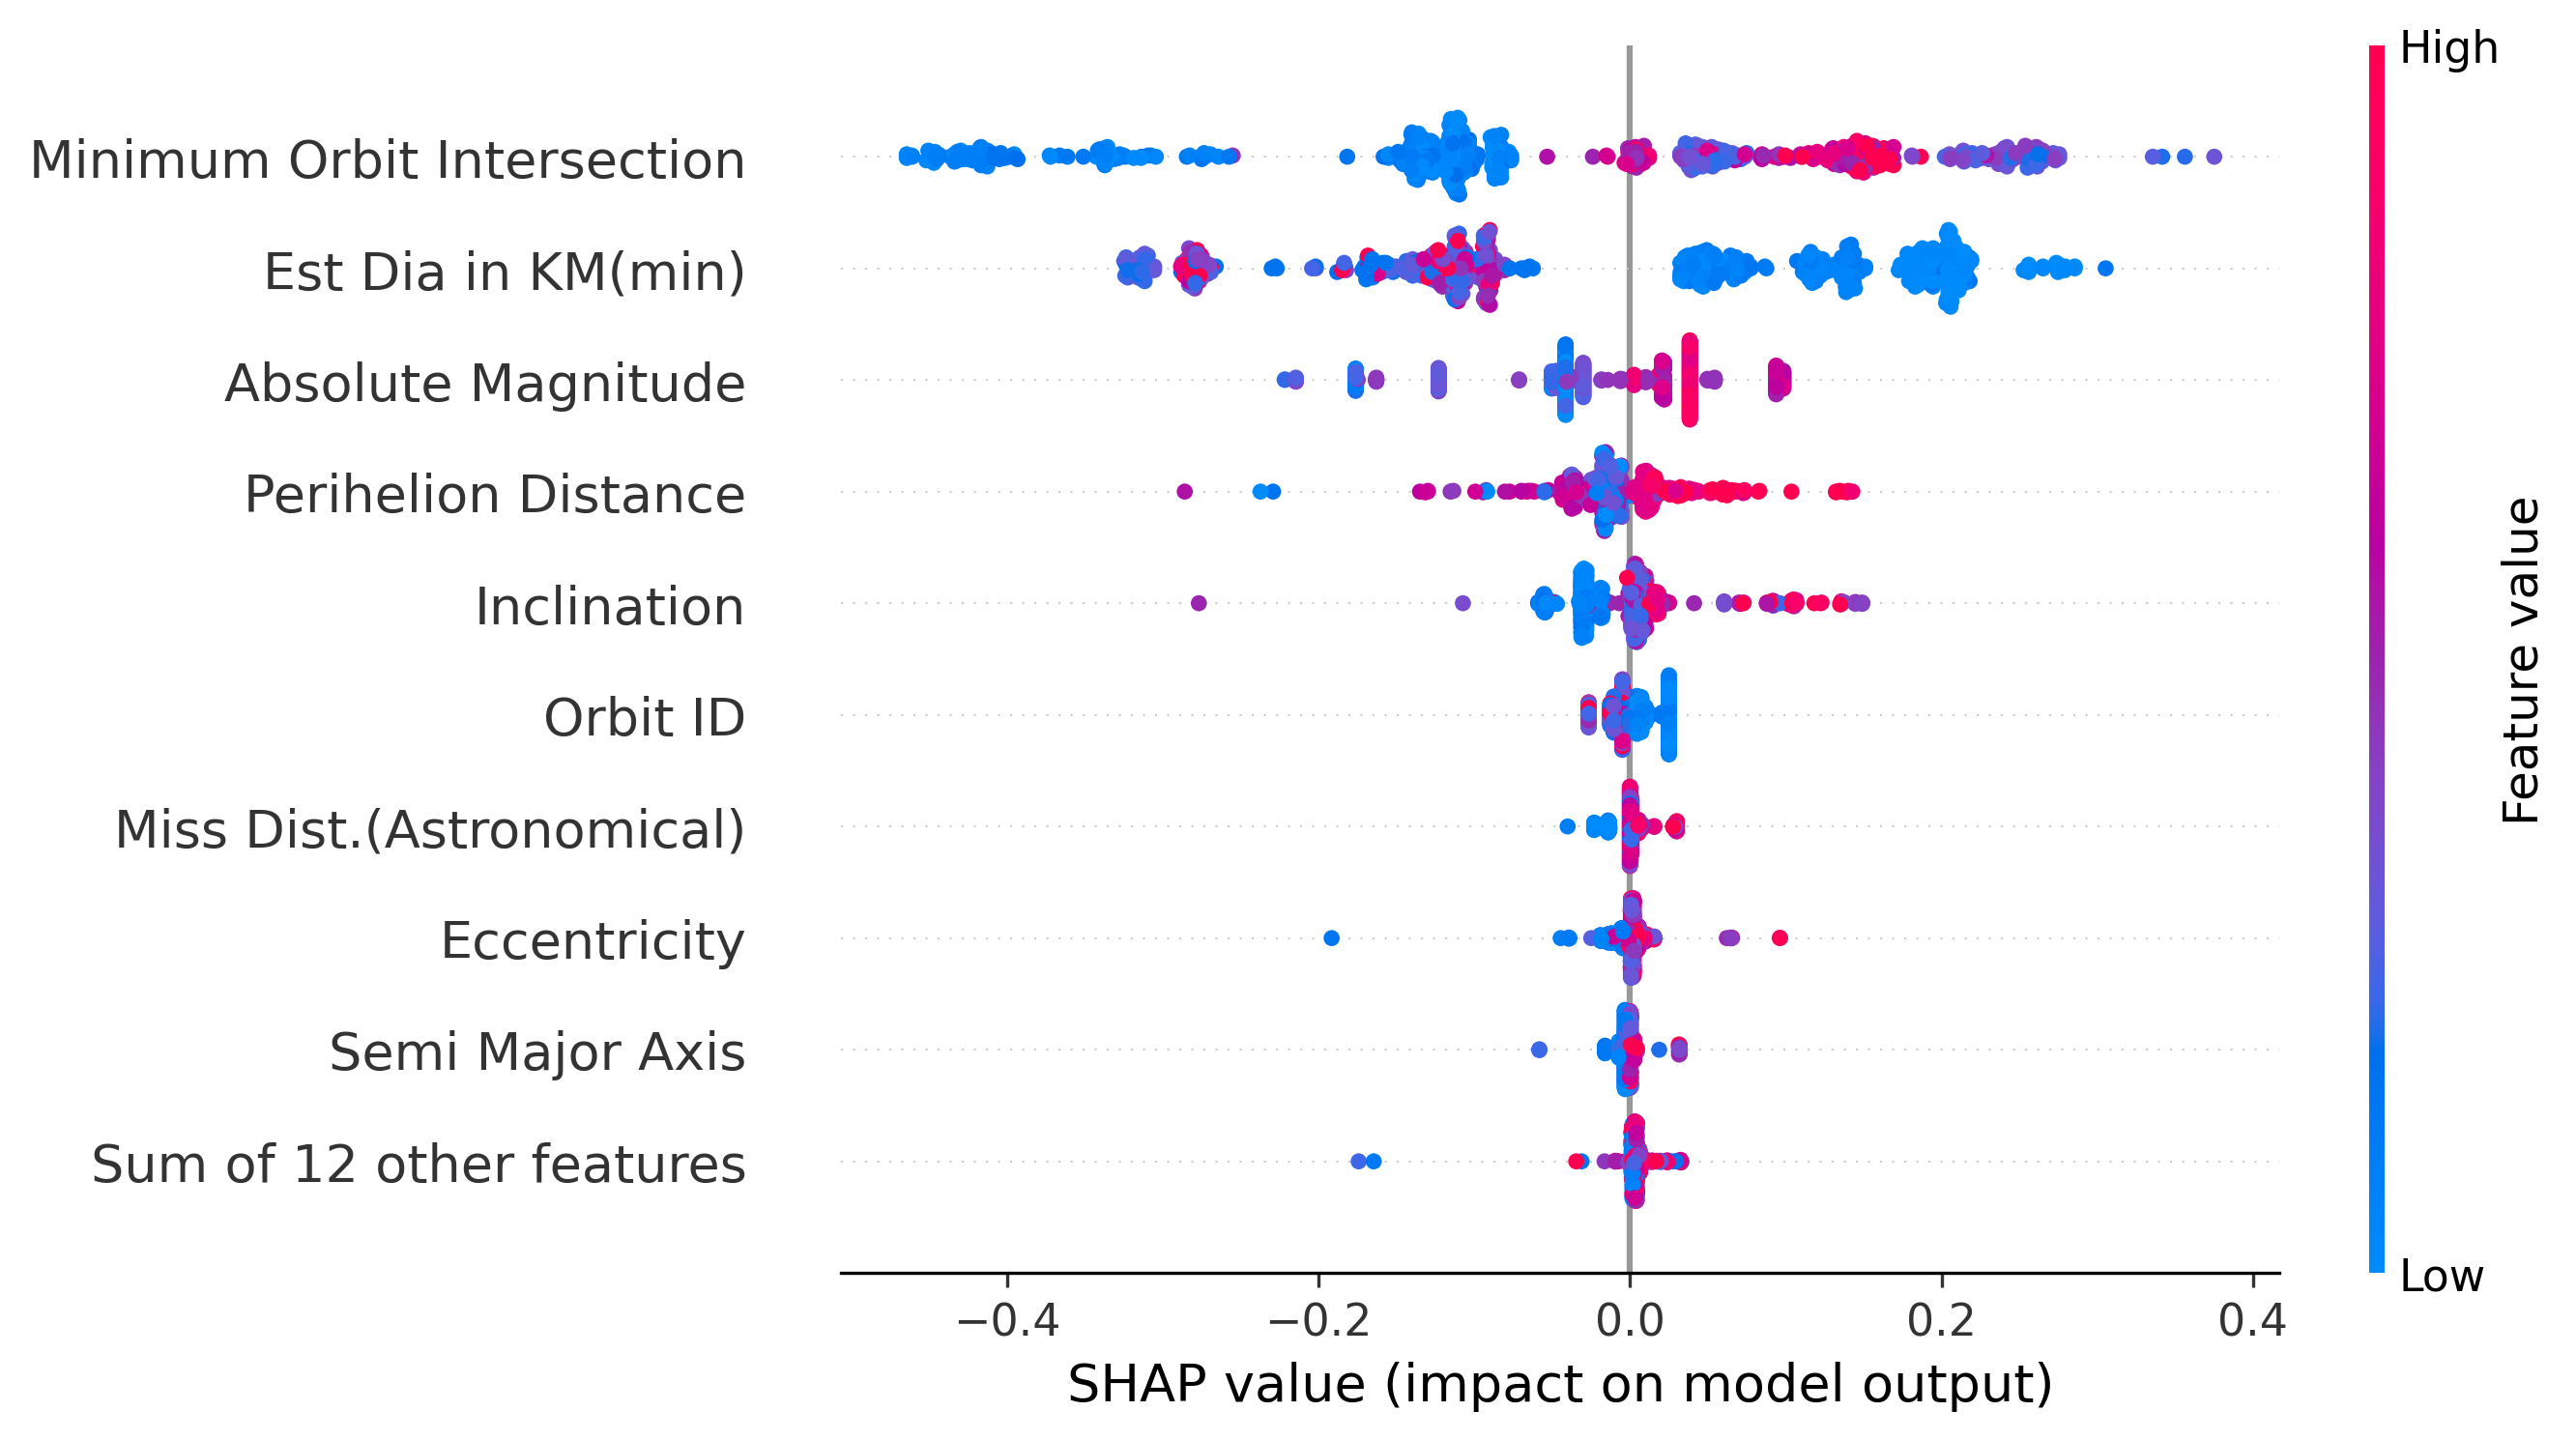 High
Minimum Orbit Intersection
Est Dia in KM(min)
Absolute Magnitude
Perihelion Distance
Inclination
Orbit ID
Miss Dist.(Astronomical)
Eccentricity
Semi Major Axis
Sum of 12 other features
Feature value
Low
−0.4 −0.2 0.0 0.2 0.4
SHAP value (impact on model output)